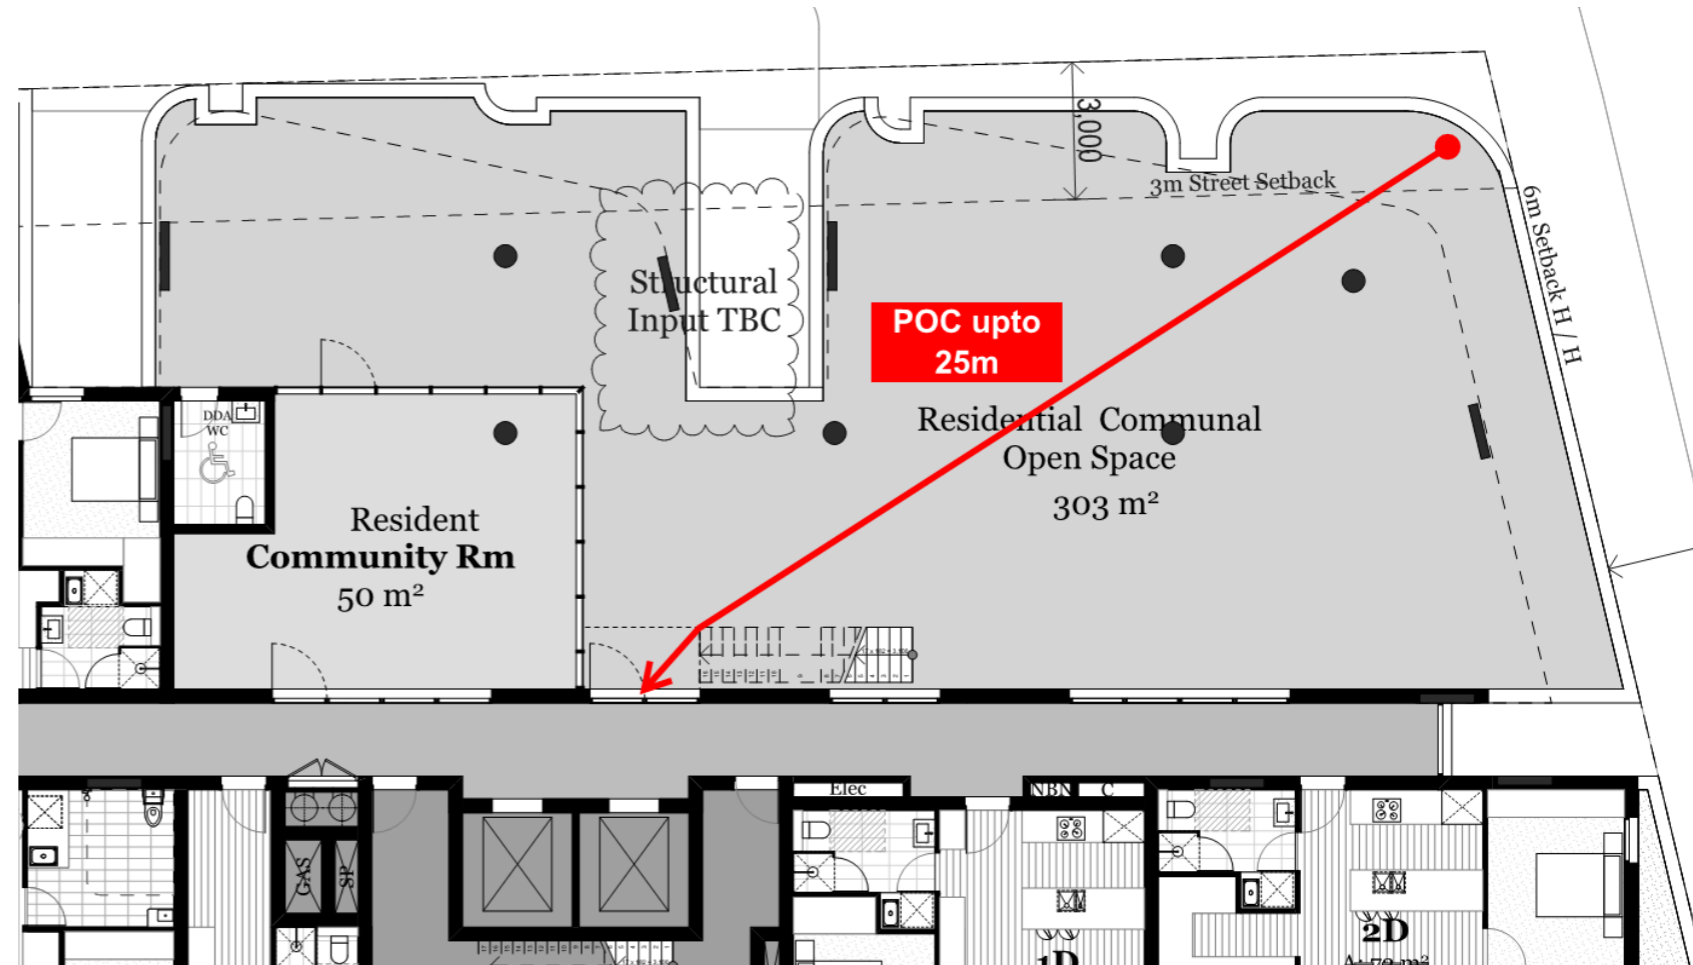 3,000
3m Street Setback
6m Setback H / H
Structural
Input TBC
POC upto
25m
DDA
WC
Residential Communal
Open Space
303 m²
Resident
Community Rm
50 m²
Elec
NBN
C
GAS
SP
2D
1D